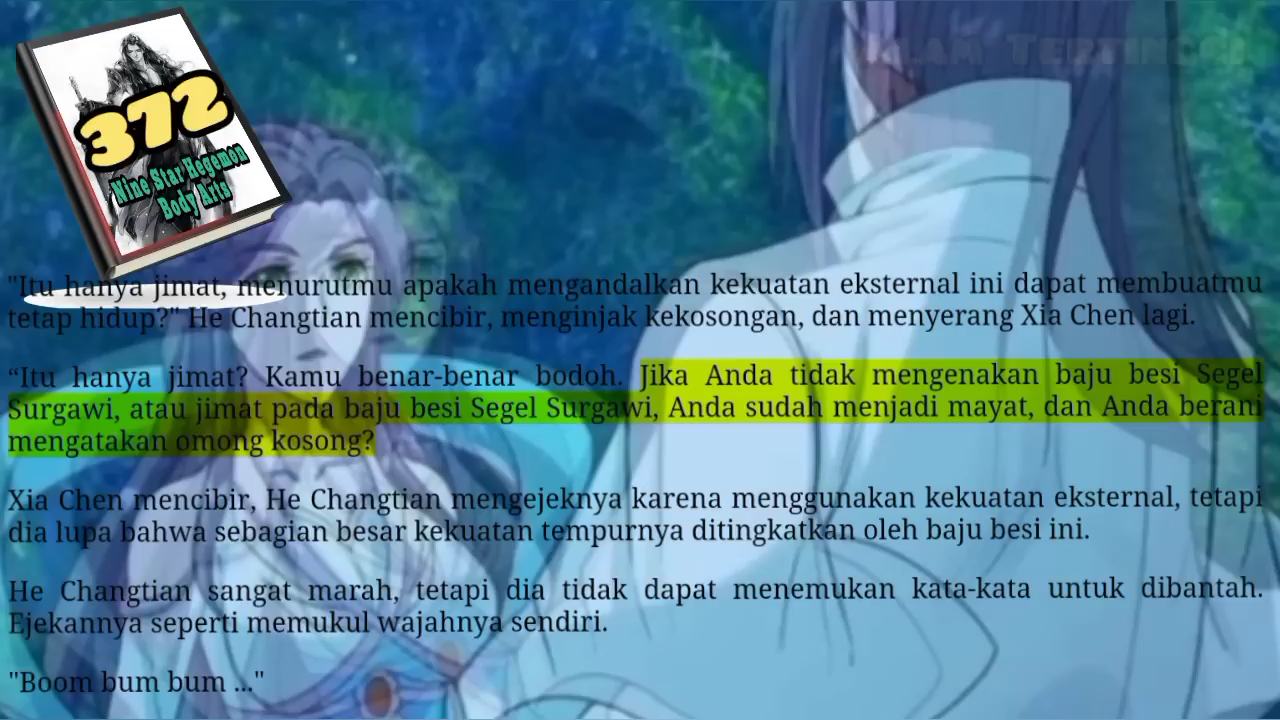 ALAM TERTINGGI
372
Nine Star Hegemon
Body Arts
"Itu hanya jimat, menurutmu apakah mengandalkan kekuatan eksternal ini dapat membuatmu
tetap hidup?" He Changtian mencibir, menginjak kekosongan, dan menyerang Xia Chen lagi.
“Itu hanya jimat? Kamu benar-benar bodoh. Jika Anda tidak mengenakan baju besi Segel
Surgawi, atau jimat pada baju besi Segel Surgawi, Anda sudah menjadi mayat, dan Anda berani
mengatakan omong kosong?
Xia Chen mencibir, He Changtian mengejeknya karena menggunakan kekuatan eksternal, tetapi
dia lupa bahwa sebagian besar kekuatan tempurnya ditingkatkan oleh baju besi ini.
He Changtian sangat marah, tetapi dia tidak dapat menemukan kata-kata untuk dibantah.
Ejekannya seperti memukul wajahnya sendiri.
"Boom bum bum ..."